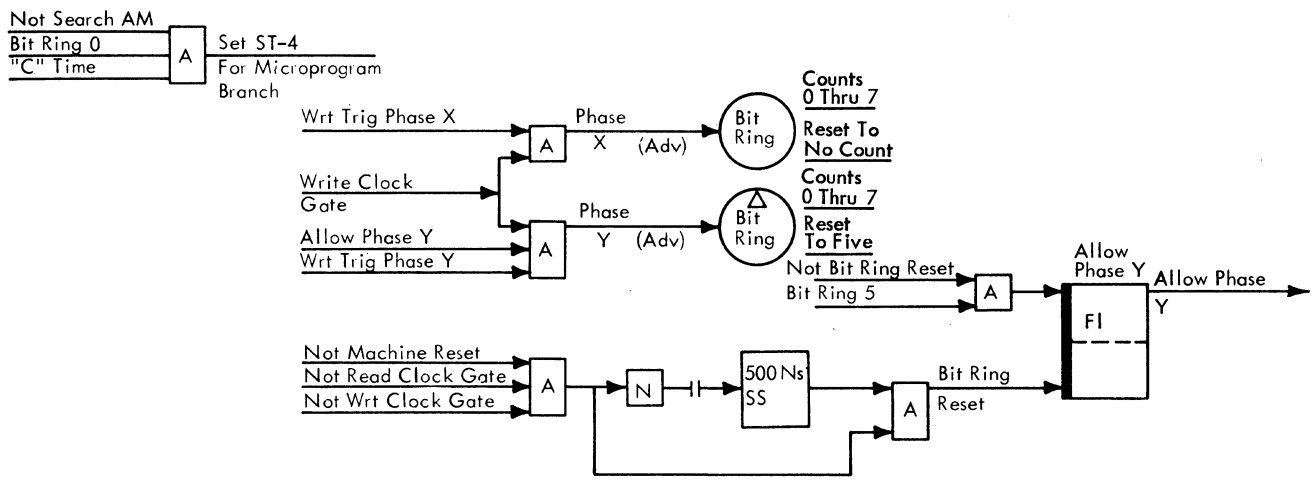 Not Search AM
Bit Ring 0
"C" Time
A
Set ST-4
For Microprogram
Branch
Wrt Trig Phase X
Write Clock
Gate
Allow Phase Y
Wrt Trig Phase Y
A
A
Phase
X (Adv)
Phase
Y (Adv)
Bit
Ring
Counts
0 Thru 7
Reset To
No Count
Bit
Ring
Counts
0 Thru 7
Reset
To Five
Not Bit Ring Reset
Bit Ring 5
A
Allow
Phase Y
Fl
Allow Phase
Y
Not Machine Reset
Not Read Clock Gate
Not Wrt Clock Gate
A
N
500 Ns
SS
A
Bit Ring
Reset